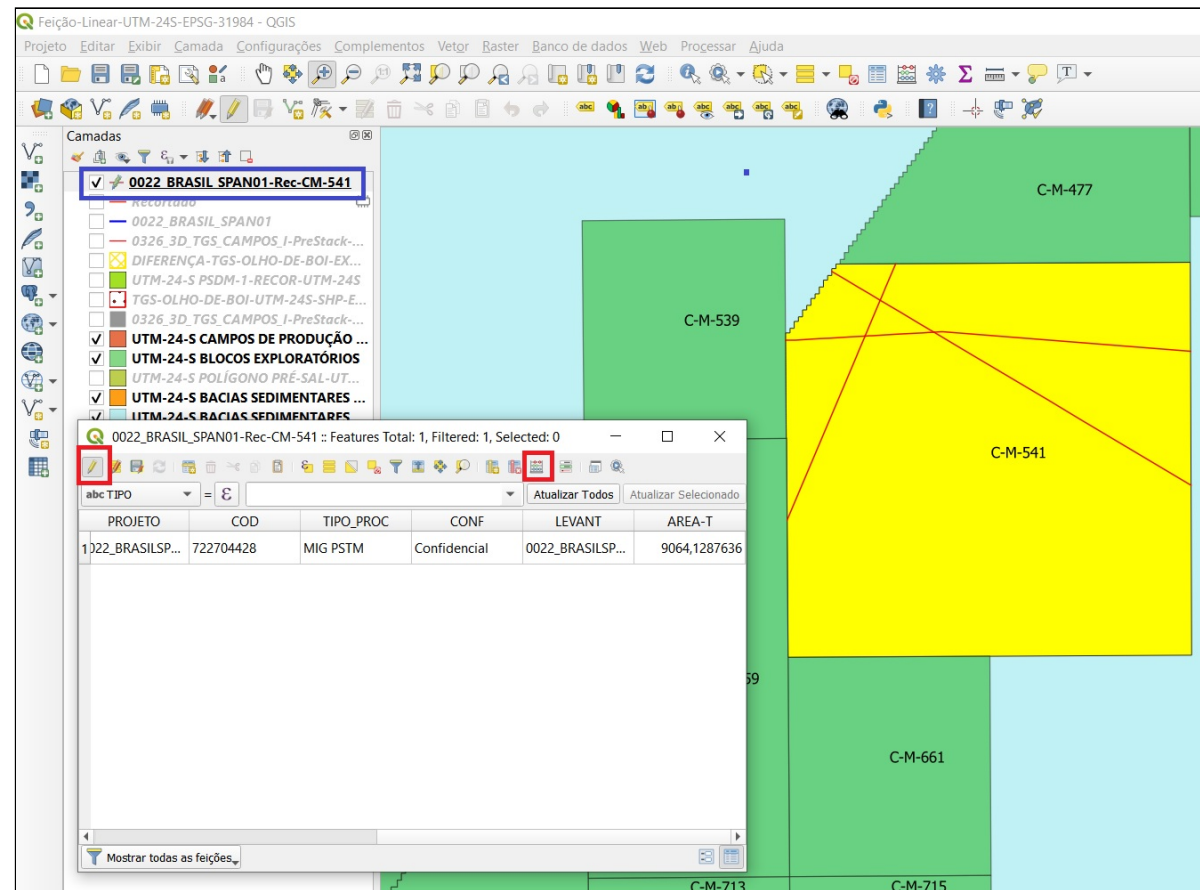 Feição-Linear-UTM-24S-EPSG-31984 - QGIS
Projeto Editar Exibir Camada Configurações Complementos Vetor Raster Banco de dados Web Processar Ajuda
Camadas
0022_BRASIL_SPAN01-Rec-CM-541
Recortado
0022_BRASIL_SPAN01
0326_3D_TGS_CAMPOS_I-PreStack-...
DIFERENÇA-TGS-OLHO-DE-BOI-EX...
UTM-24-S PSDM-1-RECOR-UTM-24S
TGS-OLHO-DE-BOI-UTM-24S-SHP-E...
0326_3D_TGS_CAMPOS_I-PreStack-...
UTM-24-S CAMPOS DE PRODUÇÃO ...
UTM-24-S BLOCOS EXPLORATÓRIOS
UTM-24-S POLÍGONO PRÉ-SAL-UT...
UTM-24-S BACIAS SEDIMENTARES ...
UTM-24-S BACIAS SEDIMENTARES
C-M-477
C-M-539
C-M-541
0022_BRASIL_SPAN01-Rec-CM-541 :: Features Total: 1, Filtered: 1, Selected: 0
abc TIPO = ε Atualizar Todos Atualizar Selecionado
PROJETO COD TIPO_PROC CONF LEVANT AREA-T
1 022_BRASILSP... 722704428 MIG PSTM Confidencial 0022_BRASILSP... 9064,1287636
59
C-M-661
Mostrar todas as feições
C-M-713
C-M-715